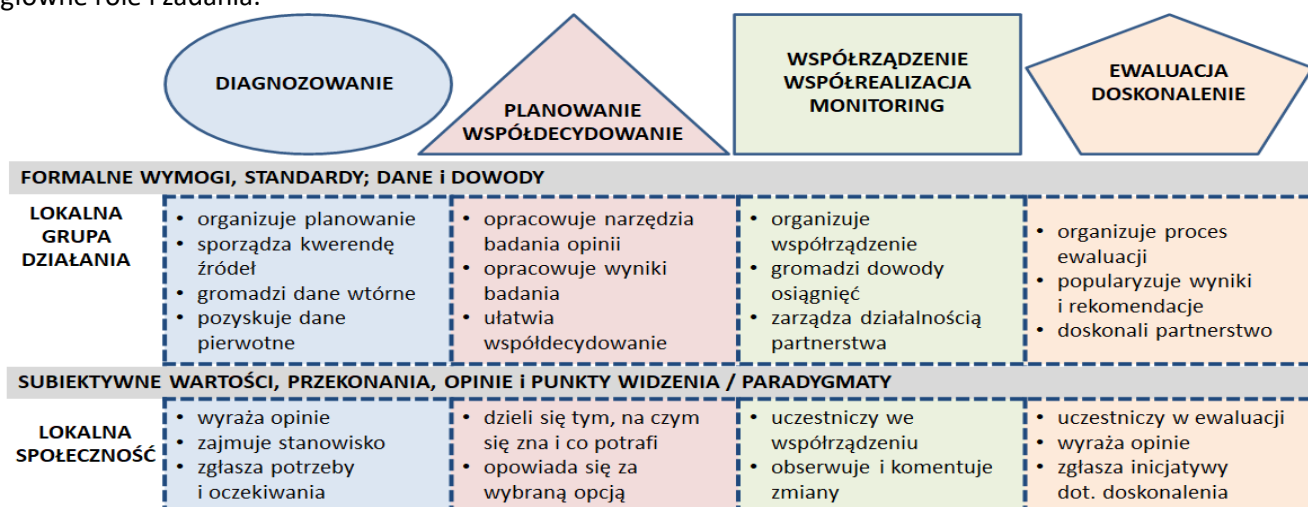 główne role i zadania:
DIAGNOZOWANIE
PLANOWANIE
WSPÓŁDECYDOWANIE
WSPÓŁRZĄDZENIE
WSPÓŁREALIZACJA
MONITORING
EWALUACJA
DOSKONALENIE
FORMALNE WYMOGI, STANDARDY; DANE i DOWODY
LOKALNA
GRUPA
DZIAŁANIA
• organizuje planowanie
• sporządza kwerendę
źródeł
• gromadzi dane wtórne
• pozyskuje dane
pierwotne
• opracowuje narzędzia
badania opinii
• opracowuje wyniki
badania
• ułatwia
współdecydowanie
• organizuje
współrządzenie
• gromadzi dowody
osiągnięć
• zarządza działalnością
partnerstwa
• organizuje proces
ewaluacji
• popularyzuje wyniki
i rekomendacje
• doskonali partnerstwo
SUBIEKTYWNE WARTOŚCI, PRZEKONANIA, OPINIE i PUNKTY WIDZENIA / PARADYGMATY
LOKALNA
SPOŁECZNOŚĆ
• wyraża opinie
• zajmuje stanowisko
• zgłasza potrzeby
i oczekiwania
• dzieli się tym, na czym
się zna i co potrafi
• opowiada się za
wybraną opcją
• uczestniczy we
współrządzeniu
• obserwuje i komentuje
zmiany
• uczestniczy w ewaluacji
• wyraża opinie
• zgłasza inicjatywy
dot. doskonalenia